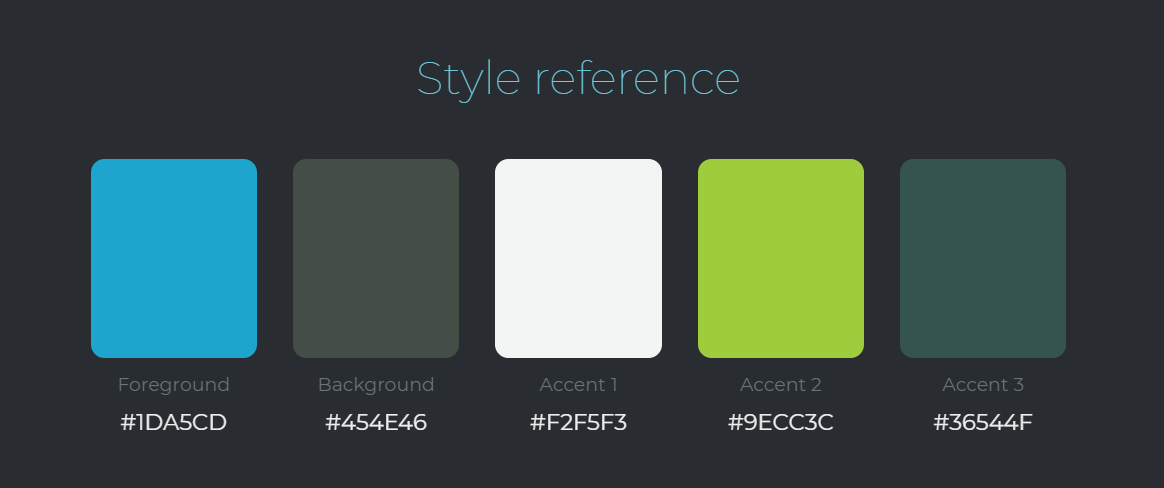 Style reference
Foreground Background Accent 1 Accent 2 Accent 3
#1DA5CD #454E46 #F2F5F3 #9ECC3C #36544F